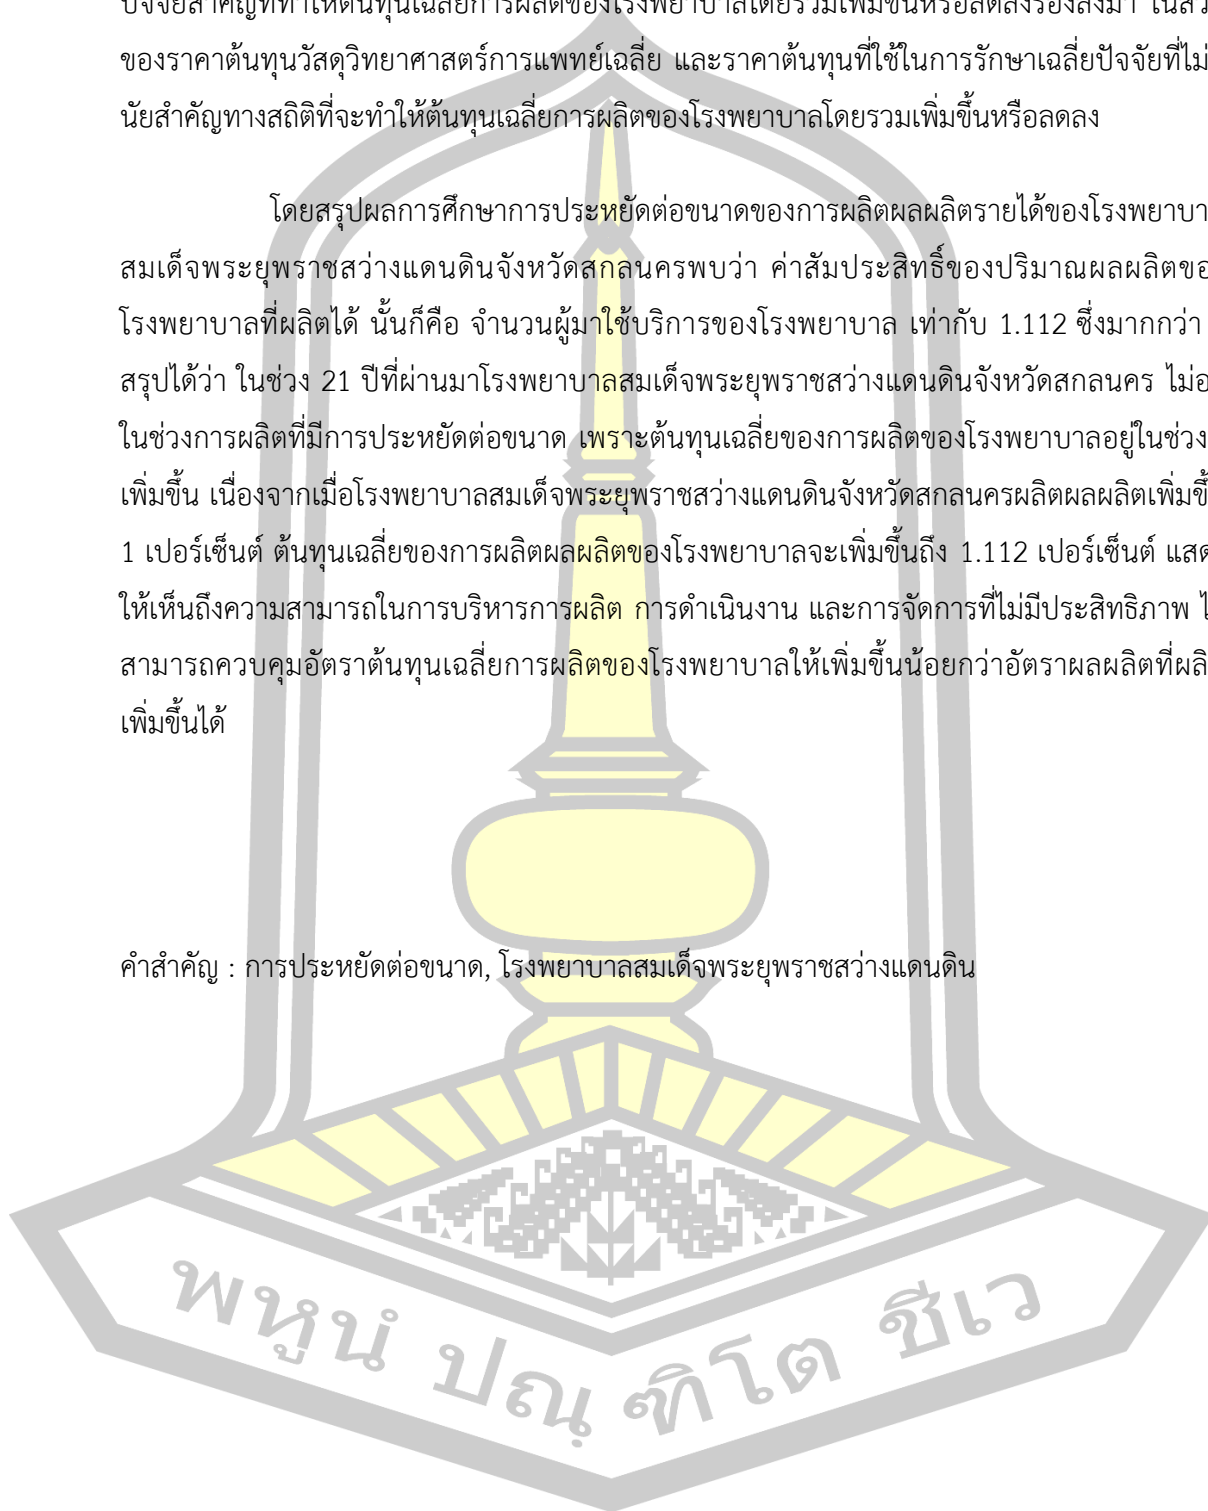 ปัจจัยสำคัญที่ทำให้ต้นทุนเฉลี่ยการผลิตของโรงพยาบาลโดยรวมเพิ่มขึ้นหรือลดลงรองลงมา
ของราคาต้นทุนวัสดุวิทยาศาสตร์การแพทย์เฉลี่ย และราคาต้นทุนที่ใช้ในการรักษาเฉลี่ยปัจจัยที่ไม่
นัยสำคัญทางสถิติที่จะทำให้ต้นทุนเฉลี่ยการผลิตของโรงพยาบาลโดยรวมเพิ่มขึ้นหรือลดลง
โดยสรุปผลการศึกษาการประหยัดต่อขนาดของการผลิตผลผลิตรายได้ของโรงพยาบา
สมเด็จพระยุพราชสว่างแดนดินจังหวัดสกลนครพบว่า ค่าสัมประสิทธิ์ของปริมาณผลผลิตขอ
โรงพยาบาลที่ผลิตได้ นั้นก็คือ จำนวนผู้มาใช้บริการของโรงพยาบาล เท่ากับ 1.112 ซึ่งมากกว่า
สรุปได้ว่า ในช่วง 21 ปีที่ผ่านมาโรงพยาบาลสมเด็จพระยุพราชสว่างแดนดินจังหวัดสกลนคร ไม่อ
ในช่วงการผลิตที่มีการประหยัดต่อขนาด เพราะต้นทุนเฉลี่ยของการผลิตของโรงพยาบาลอยู่ในช่วง
เพิ่มขึ้น เนื่องจากเมื่อโรงพยาบาลสมเด็จพระยุพราชสว่างแดนดินจังหวัดสกลนครผลิตผลผลิตเพิ่มขึ้
1 เปอร์เซ็นต์ ต้นทุนเฉลี่ยของการผลิตผลผลิตของโรงพยาบาลจะเพิ่มขึ้นถึง 1.112 เปอร์เซ็นต์ แสด
ให้เห็นถึงความสามารถในการบริหารการผลิต การดำเนินงาน และการจัดการที่ไม่มีประสิทธิภาพ ไ
สามารถควบคุมอัตราต้นทุนเฉลี่ยการผลิตของโรงพยาบาลให้เพิ่มขึ้นน้อยกว่าอัตราผลผลิตที่ผลิ
เพิ่มขึ้นได้
คำสำคัญ : การประหยัดต่อขนาด, โรงพยาบาลสมเด็จพระยุพราชสว่างแดนดิน
พหูนํ ปณฺฑิโต ชีเว